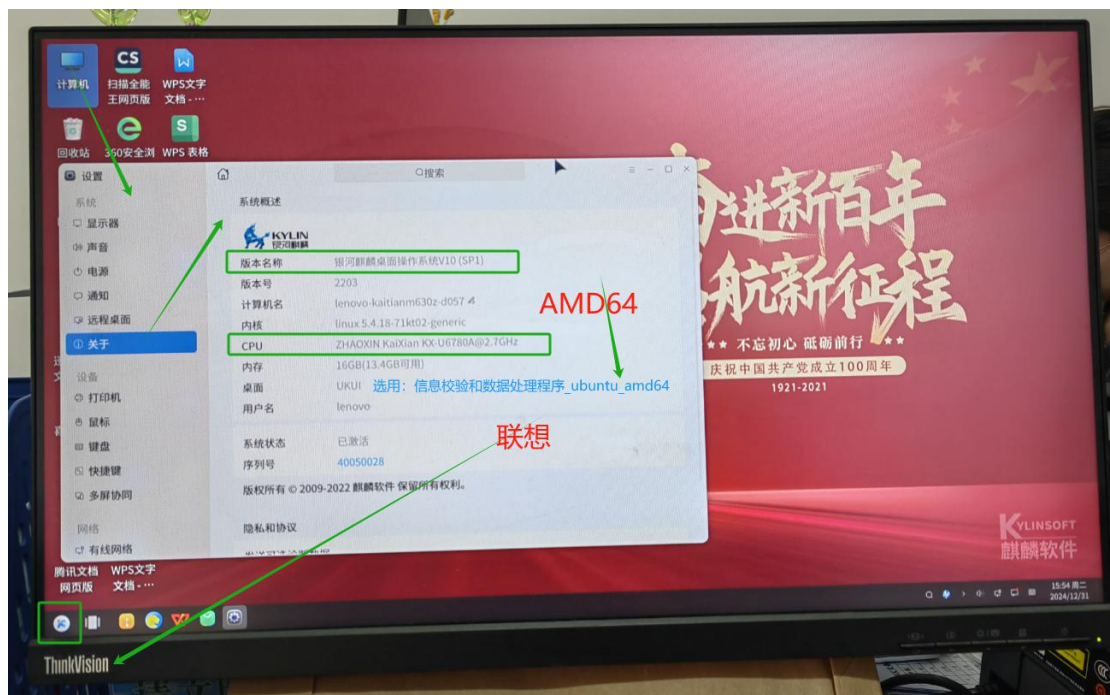 计算机
扫描全能
王网页版
WPS文字
文档 - ...
回收站
360安全浏
WPS 表格
设置
搜索
系统
显示器
声音
电源
通知
远程桌面
关于
设备
打印机
鼠标
键盘
快捷键
多屏协同
网络
有线网络
系统概述
KYLIN
银河麒麟
版本名称 银河麒麟桌面操作系统V10 (SP1)
版本号 2203
计算机名 lenovo-kaitianm630z-d057
内核 linux 5.4.18-71kt02-generic
CPU ZHAOXIN KaiXian KX-U6780A@2.7GHz
内存 16GB(13.4GB可用)
桌面 UKUI
用户名 lenovo
系统状态 已激活
序列号 40050028
版权所有 © 2009-2022 麒麟软件 保留所有权利。
隐私和协议
AMD64
选用：信息校验和数据处理程序_ubuntu_amd64
联想
奋进新百年
航新征程
不忘初心 砥砺前行
庆祝中国共产党成立100周年
1921-2021
KYLINSOFT
麒麟软件
腾讯文档
网页版
WPS文字
文档 - ...
15:54 周二
2024/12/31
ThinkVision